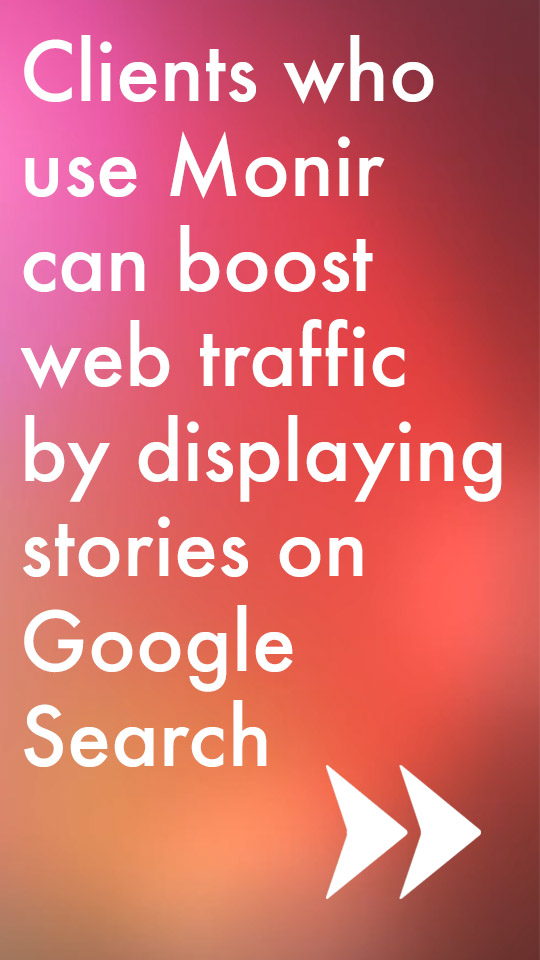 Clients who
use Monir
can boost
web traffic
by displaying
stories on
Google
Search